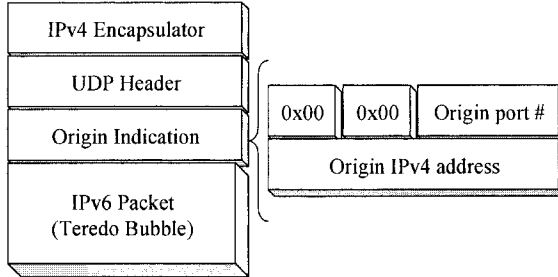 IPv4 Encapsulator
UDP Header
Origin Indication
IPv6 Packet
(Teredo Bubble)
0x00
0x00
Origin port #
Origin IPv4 address